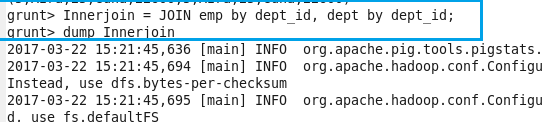 grunt> Innerjoin = JOIN emp by dept_id, dept by dept_id;
grunt> dump Innerjoin
2017-03-22 15:21:45,636 [main] INFO  org.apache.pig.tools.pigstats.
2017-03-22 15:21:45,694 [main] INFO  org.apache.hadoop.conf.Configu
Instead, use dfs.bytes-per-checksum
2017-03-22 15:21:45,695 [main] INFO  org.apache.hadoop.conf.Configu
d. use fs.defaultFS